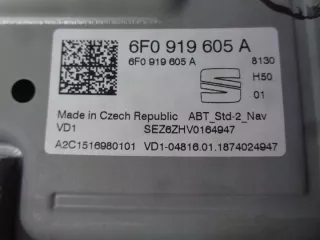 6F0 919 605 A
6F0 919 605 A 8130
H50
01
Made in Czech Republic ABT_Std-2_Nav
VD1 SEZ6ZHV0164947
A2C1516980101 VD1-04816.01.1874024947